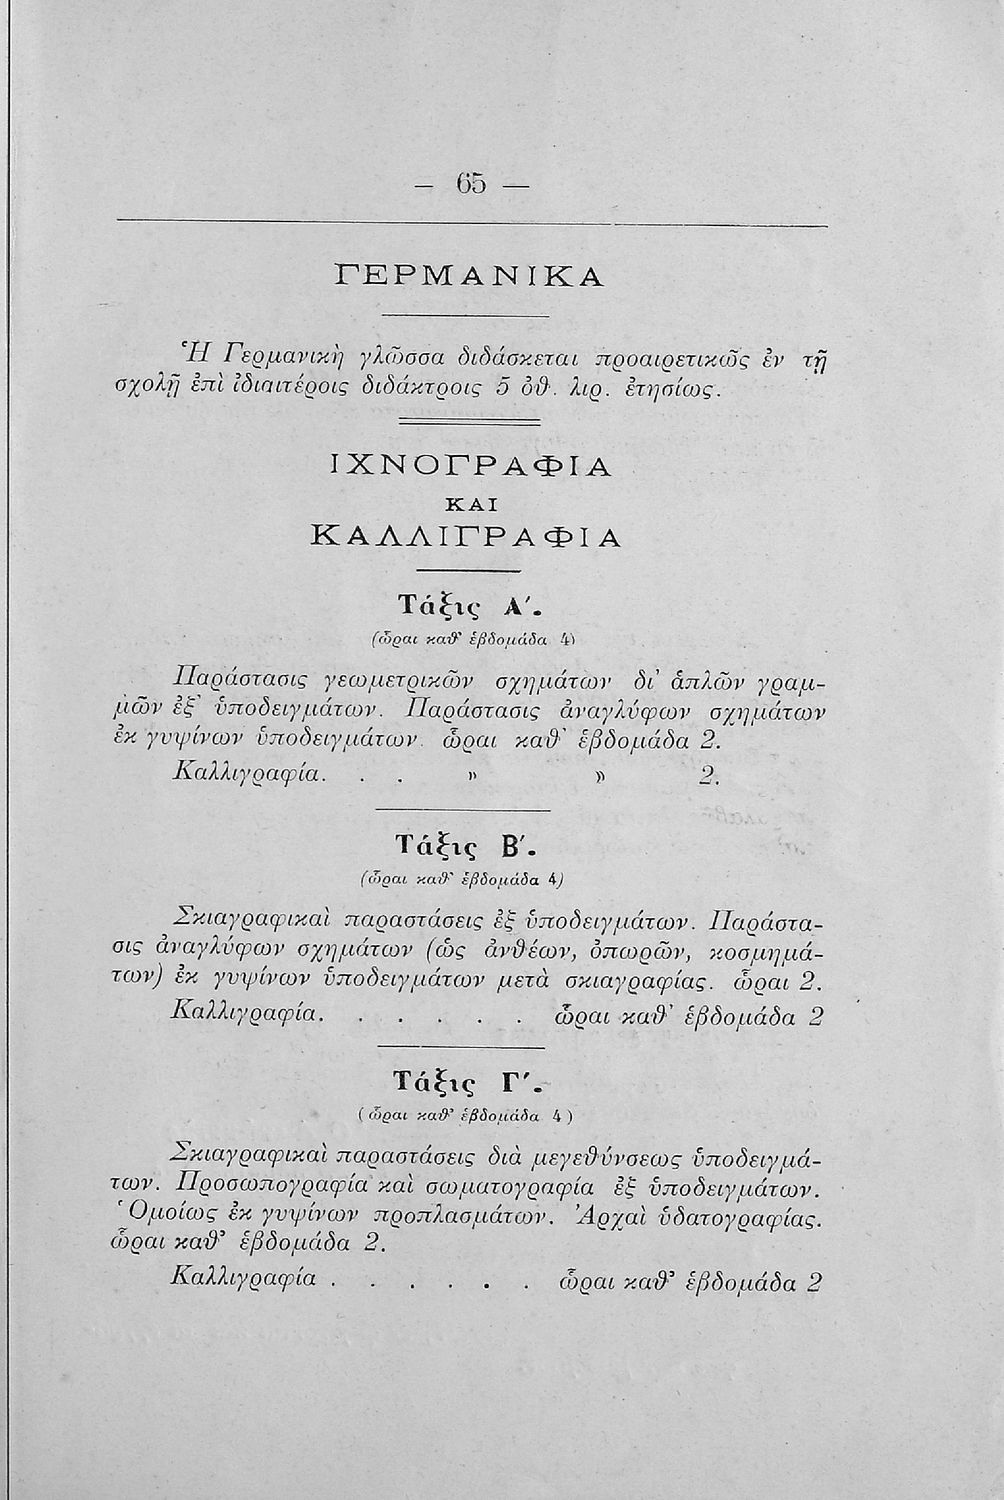 — 65 —
ΓΕΡΜΑΝΙΚΑ
Ἡ Γερμανικὴ γλῶσσα διδάσκεται προαιρετικῶς ἐν τῇ
σχολῇ ἐπὶ ἰδιαιτέροις διδάκτροις 5 ὀθ. λιρ. ἐτησίως.
ΙΧΝΟΓΡΑΦΙΑ
ΚΑΙ
ΚΑΛΛΙΓΡΑΦΙΑ
Τάξις Α΄.
(ὧραι καθ' ἑβδομάδα 4)
Παράστασις γεωμετρικῶν σχημάτων δι' ἁπλῶν γραμ-
μῶν ἐξ ὑποδειγμάτων. Παράστασις ἀναγλύφων σχημάτων
ἐκ γυψίνων ὑποδειγμάτων. ὧραι καθ' ἑβδομάδα 2.
Καλλιγραφία. . . » » 2.
Τάξις Β΄.
(ὧραι καθ' ἑβδομάδα 4)
Σκιαγραφικαὶ παραστάσεις ἐξ ὑποδειγμάτων. Παράστα-
σις ἀναγλύφων σχημάτων (ὡς ἀνθέων, ὀπωρῶν, κοσμημά-
των) ἐκ γυψίνων ὑποδειγμάτων μετὰ σκιαγραφίας. ὧραι 2.
Καλλιγραφία. . . . . . ὧραι καθ' ἑβδομάδα 2
Τάξις Γ΄.
(ὧραι καθ' ἑβδομάδα 4)
Σκιαγραφικαὶ παραστάσεις διὰ μεγεθύνσεως ὑποδειγμά-
των. Προσωπογραφία καὶ σωματογραφία ἐξ ὑποδειγμάτων.
Ὁμοίως ἐκ γυψίνων προπλασμάτων. Ἀρχαὶ ὑδατογραφίας.
ὧραι καθ' ἑβδομάδα 2.
Καλλιγραφία . . . . . . ὧραι καθ' ἑβδομάδα 2